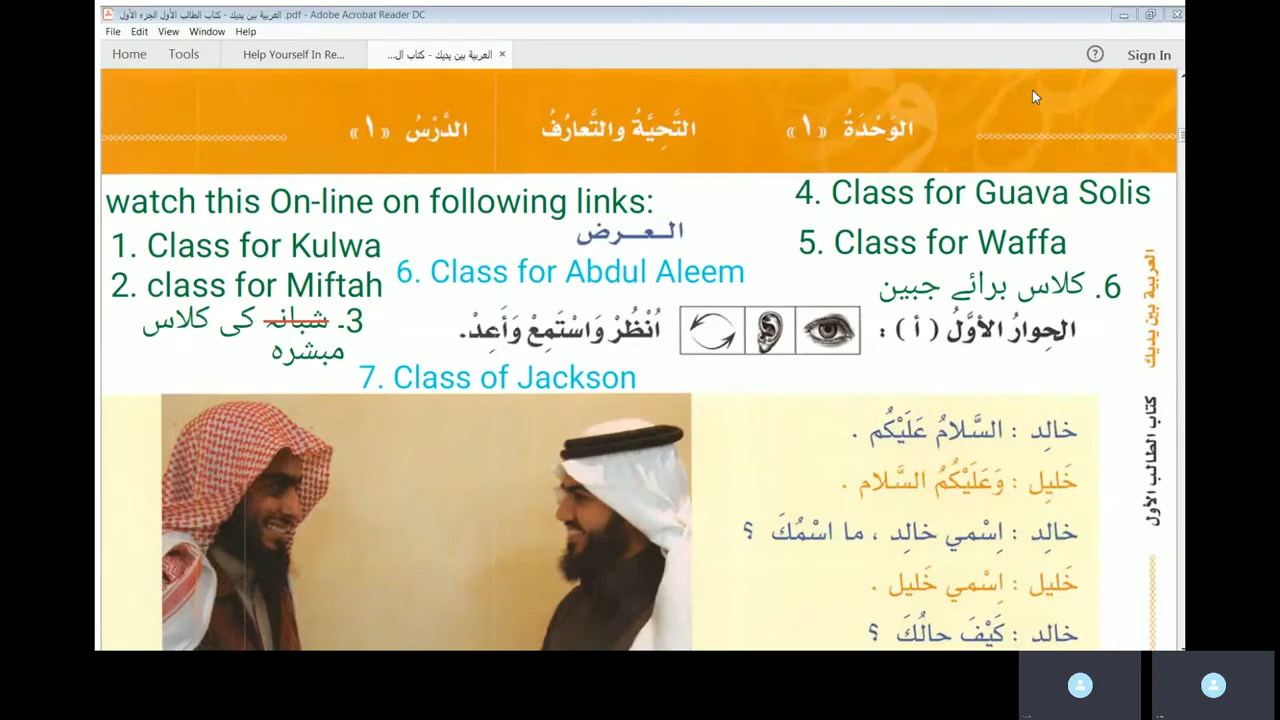 العربية بين يديك - كتاب الطالب الأول الجزء الأول .pdf - Adobe Acrobat Reader DC
File Edit View Window Help
Home Tools Help Yourself In Re... العربية بين يديك - كتاب ال... × ? Sign In
الوَحْدَةُ «١» التَّحِيَّةُ والتَّعارُفُ الدَّرْسُ «١»
watch this On-line on following links:
1. Class for Kulwa
2. class for Miftah
3۔ شبانہ کی کلاس
مبشرہ
4. Class for Guava Solis
5. Class for Waffa
6. کلاس برائے جبین
العرض
6. Class for Abdul Aleem
الحِوارُ الأوَّلُ ( أ ) : اُنْظُرْ وَاسْتَمِعْ وَأَعِدْ.
7. Class of Jackson
خالِد : السَّلامُ عَلَيْكُم .
خَلِيل : وَعَلَيْكُمُ السَّلام .
خالِد : اِسْمي خالِد ، ما اسْمُكَ ؟
خَليل : اِسْمي خَليل .
خالِد : كَيْفَ حالُكَ ؟
العربية بين يديك
كتاب الطالب الأول